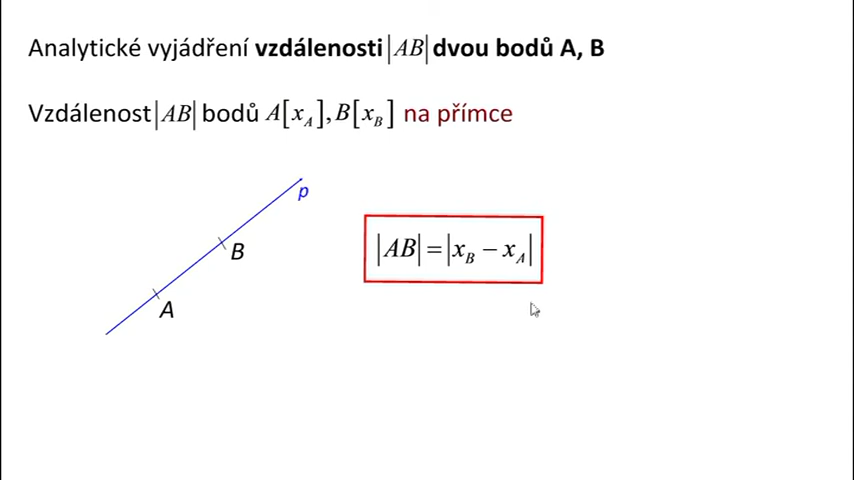 Analytické vyjádření vzdálenosti |AB| dvou bodů A, B
Vzdálenost |AB| bodů A[x_A], B[x_B] na přímce
p
B
|AB| = |x_B − x_A|
A